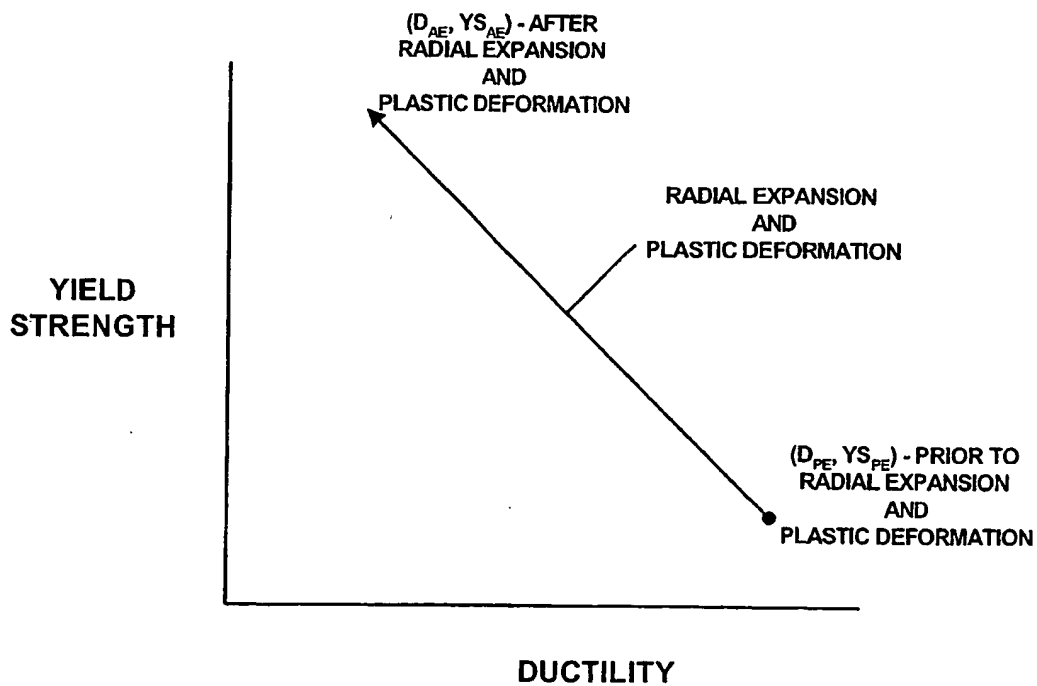 (D_AE, YS_AE) - AFTER
RADIAL EXPANSION
AND
PLASTIC DEFORMATION
RADIAL EXPANSION
AND
PLASTIC DEFORMATION
YIELD
STRENGTH
(D_PE, YS_PE) - PRIOR TO
RADIAL EXPANSION
AND
PLASTIC DEFORMATION
DUCTILITY